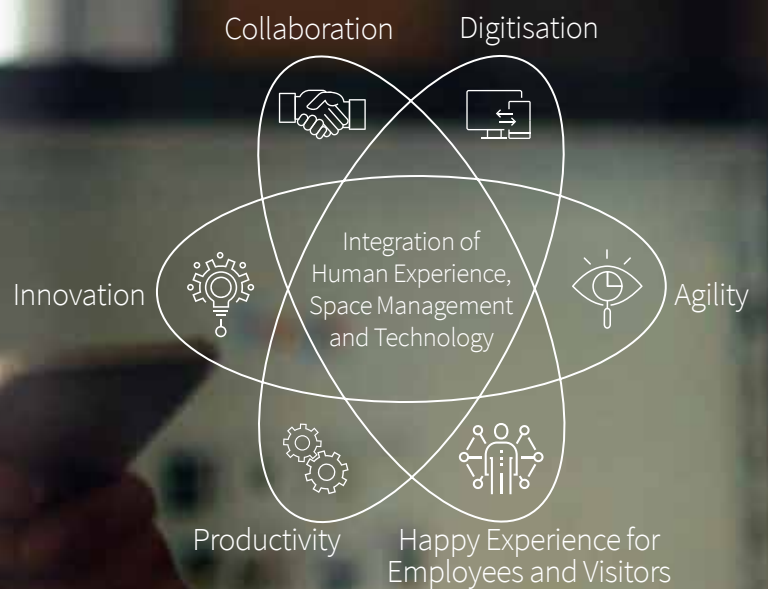 Collaboration
Digitisation
Integration of
Human Experience,
Space Management
and Technology
Innovation
Agility
Productivity
Happy Experience for
Employees and Visitors